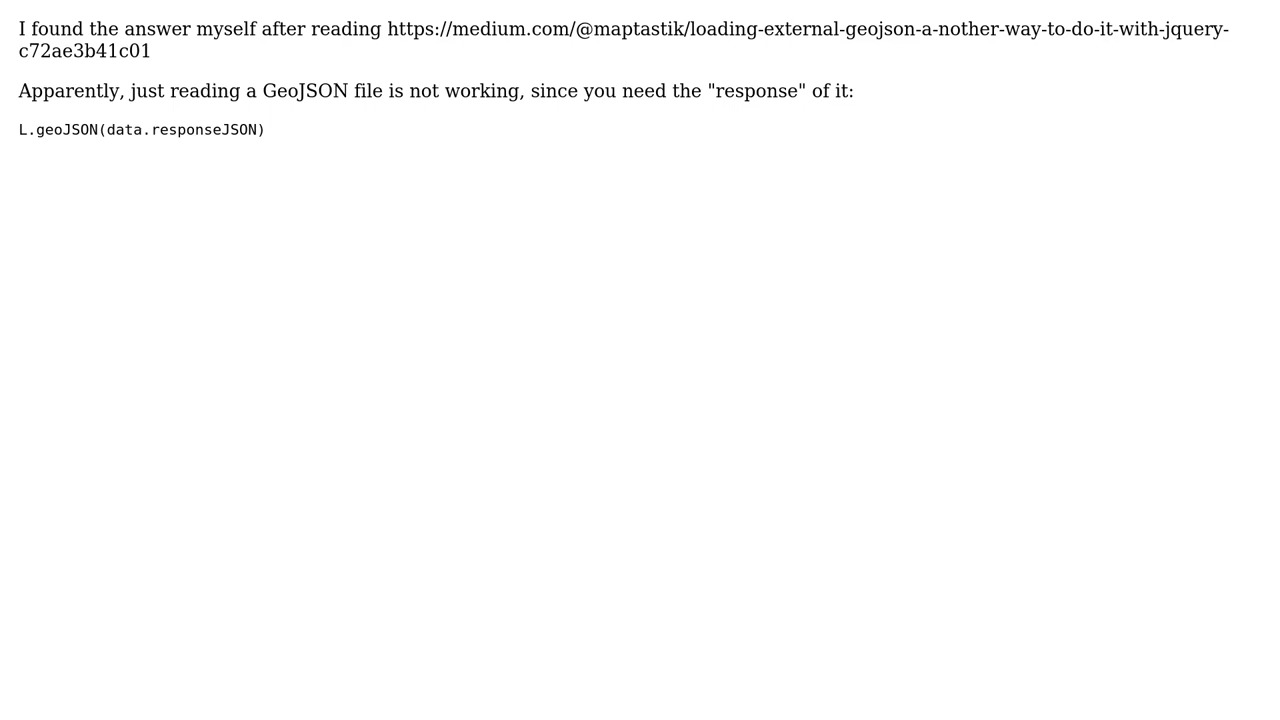 I found the answer myself after reading https://medium.com/@maptastik/loading-external-geojson-a-nother-way-to-do-it-with-jquery-
c72ae3b41c01
Apparently, just reading a GeoJSON file is not working, since you need the "response" of it:
L.geoJSON(data.responseJSON)